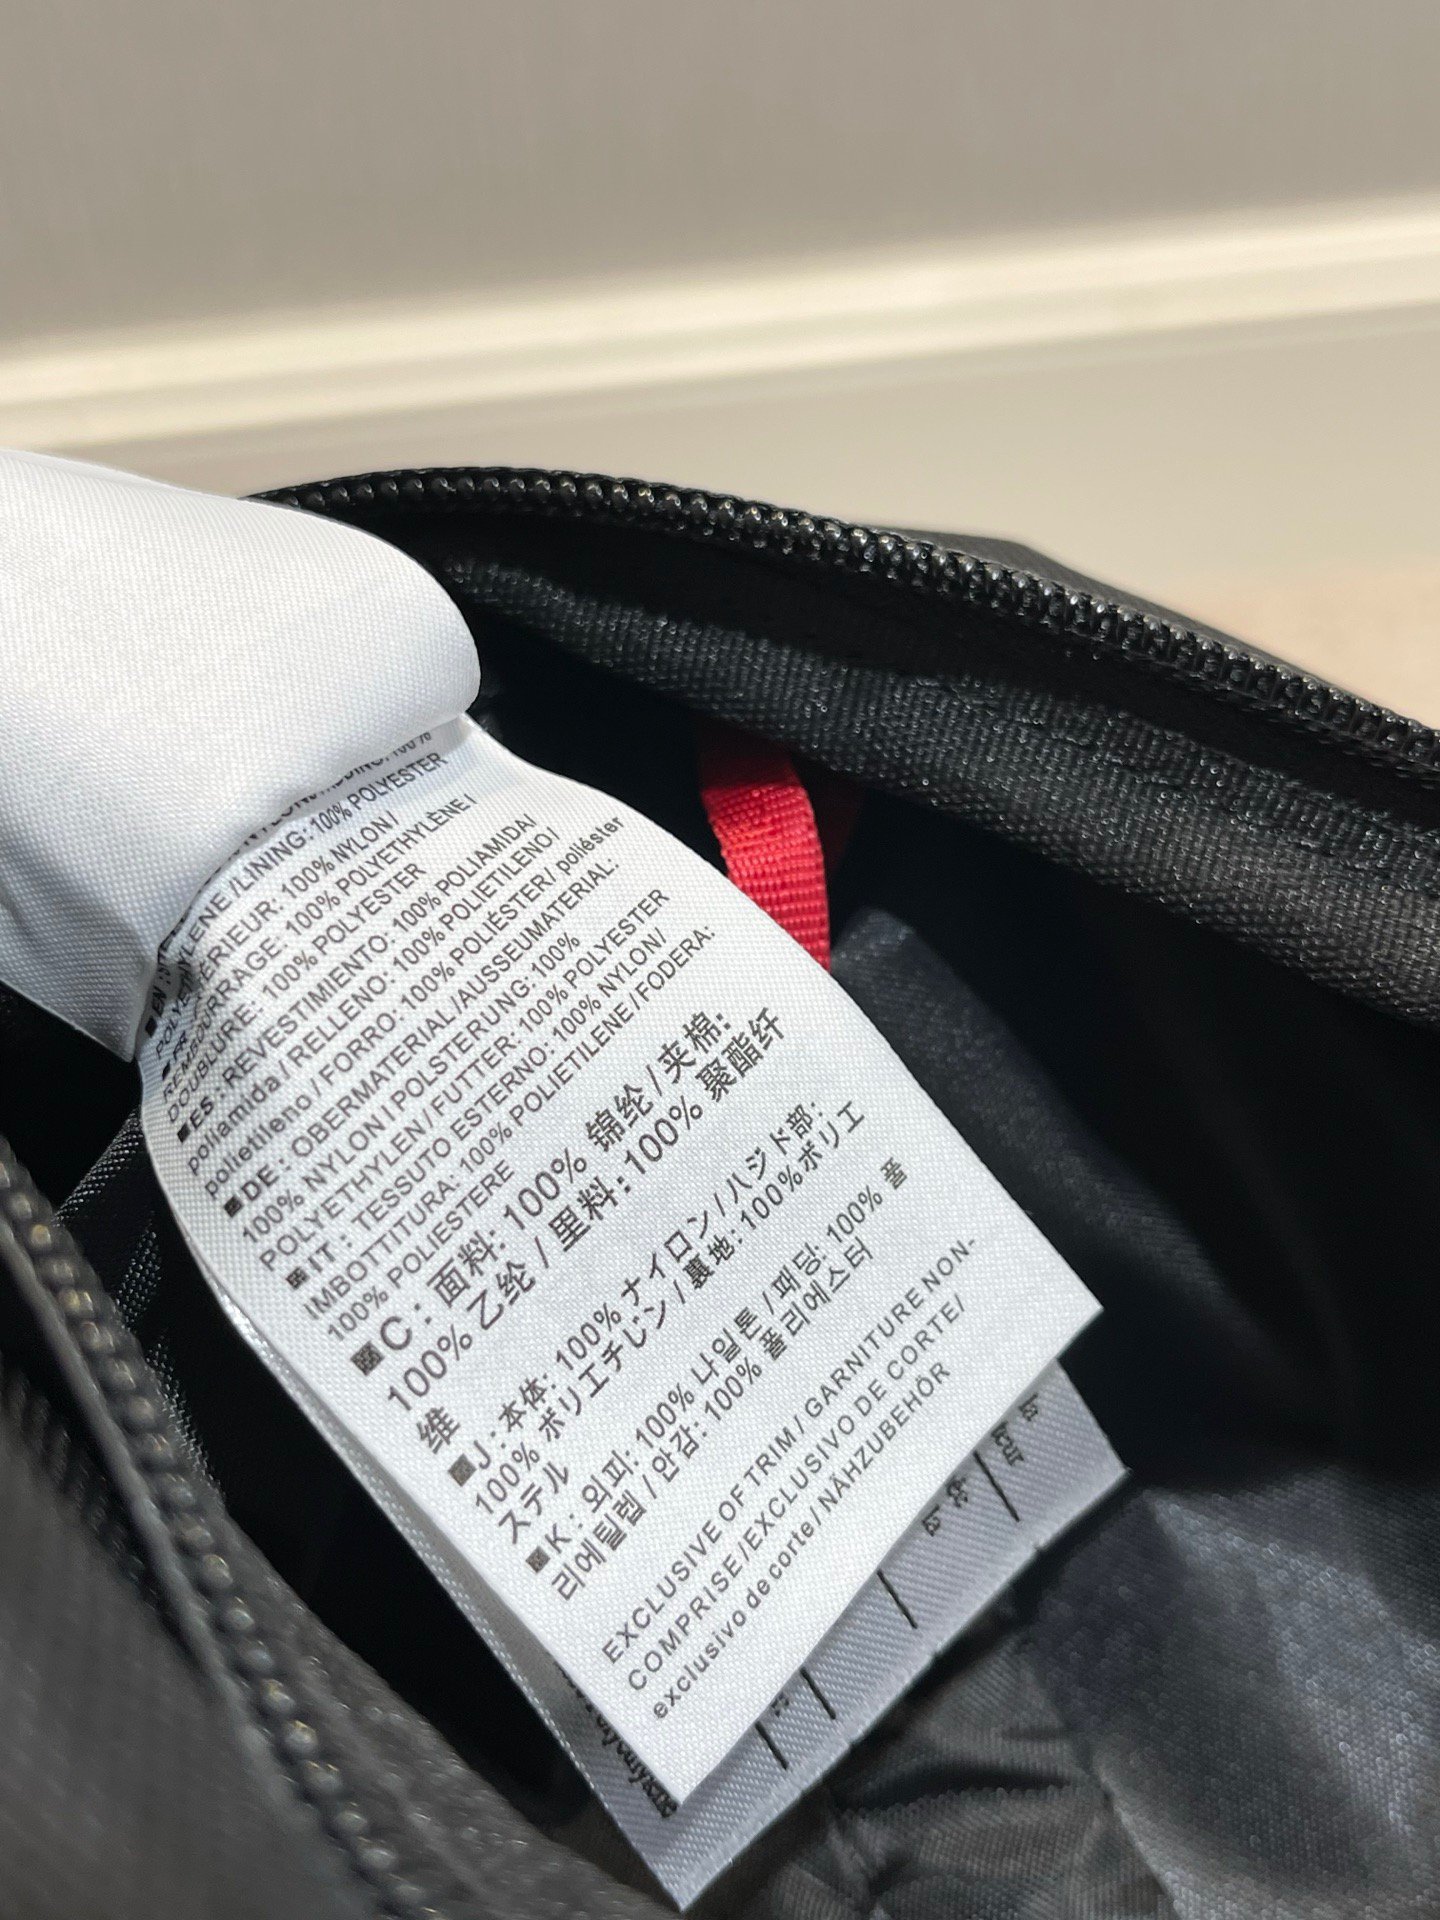 100%
POLYETHYLENE/LINING: 100% POLYESTER
EXTÉRIEUR: 100% NYLON/
REMBOURRAGE: 100% POLYETHYLÈNE/
DOUBLURE: 100% POLYESTER
ES: REVESTIMIENTO: 100% POLIAMIDA/
poliamida/RELLENO: 100% POLIETILENO/
polietileno/FORRO: 100% POLIÉSTER/poliéster
DE: OBERMATERIAL/AUSSEUMATERIAL:
100% NYLON/POLSTERUNG: 100%
POLYETHYLEN/FUTTER: 100% POLYESTER
IT: TESSUTO ESTERNO: 100% NYLON/
IMBOTTITURA: 100% POLIETILENE/FODERA:
100% POLIESTERE
C: 面料: 100% 锦纶/夹棉:
100% 乙纶/里料: 100% 聚酯纤
维
J: 本体: 100% ナイロン/ハジド部:
100% ポリエチレン/裏地: 100%ポリエ
ステル
K: 외피: 100% 나일론/패딩: 100% 폴
리에틸렙/안감: 100% 폴리에스터
EXCLUSIVE OF TRIM/GARNITURE NON-
COMPRISE/EXCLUSIVO DE CORTE/
exclusivo de corte/NÄHZUBEHÖR